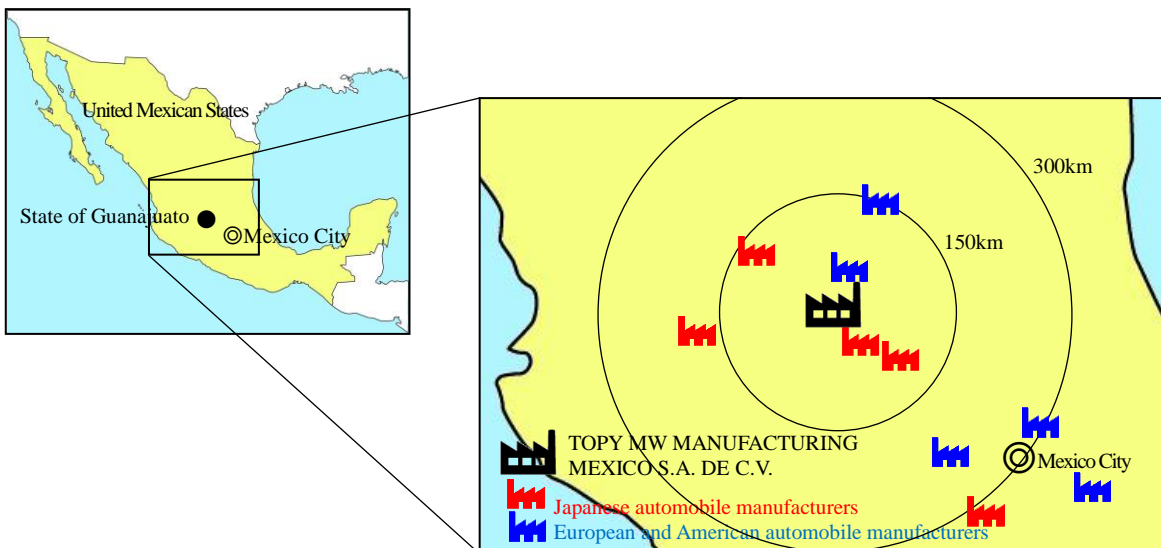 United Mexican States
State of Guanajuato
Mexico City
300km
150km
TOPY MW MANUFACTURING
MEXICO S.A. DE C.V.
Mexico City
Japanese automobile manufacturers
European and American automobile manufacturers